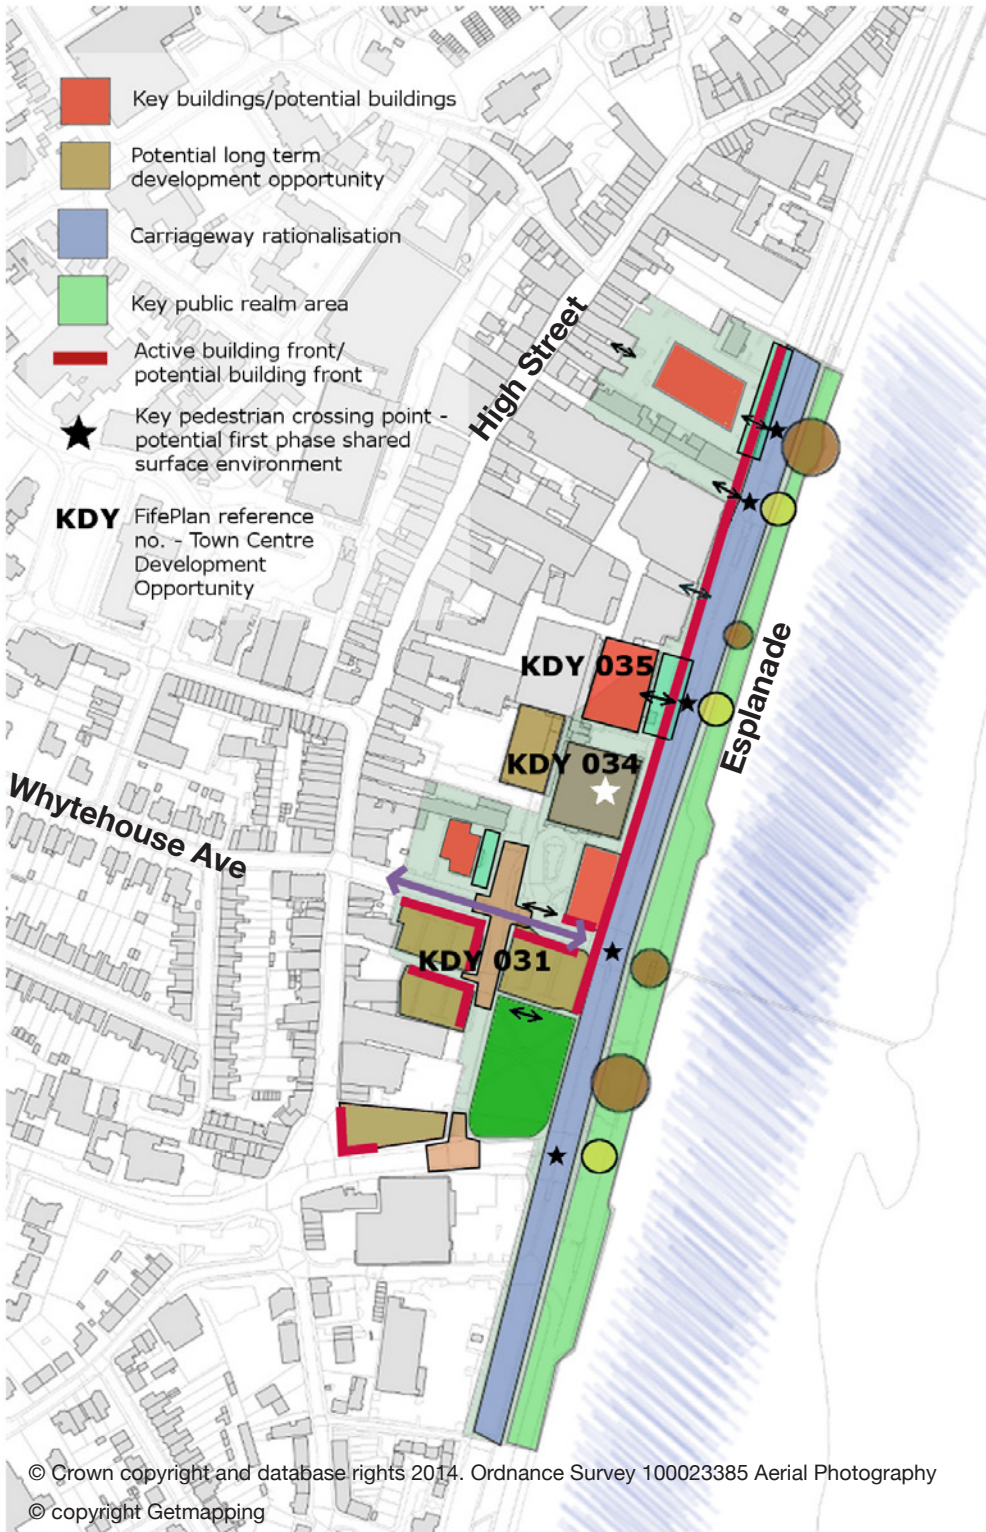 Key buildings/potential buildings
Potential long term
development opportunity
Carriageway rationalisation
Key public realm area
Active building front/
potential building front
Key pedestrian crossing point -
potential first phase shared
surface environment
KDY
FifePlan reference
no. - Town Centre
Development
Opportunity
High Street
KDY 035
Esplanade
KDY 034
Whytehouse Ave
KDY 031
© Crown copyright and database rights 2014. Ordnance Survey 100023385 Aerial Photography
© copyright Getmapping